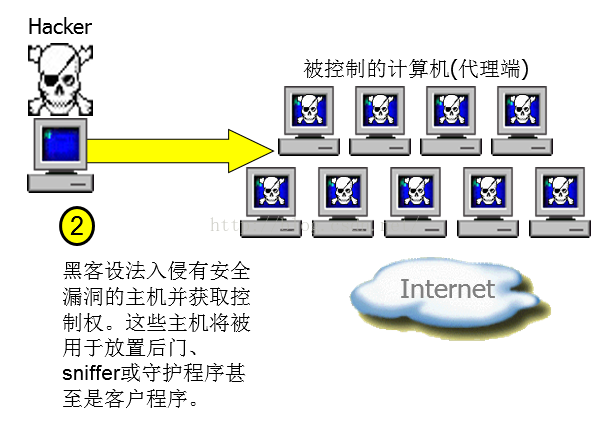 Hacker
被控制的计算机(代理端)
2
黑客设法入侵有安全
漏洞的主机并获取控
制权。这些主机将被
用于放置后门、
sniffer或守护程序甚
至是客户程序。
Internet